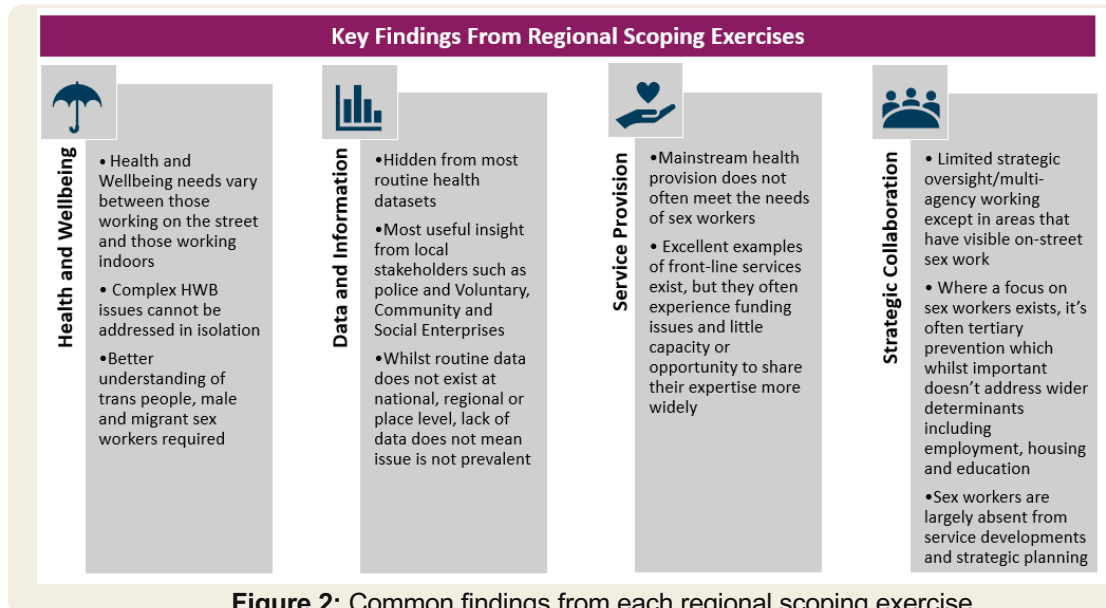 Key Findings From Regional Scoping Exercises
Health and Wellbeing
• Health and
Wellbeing needs vary
between those
working on the street
and those working
indoors
• Complex HWB
issues cannot be
addressed in isolation
•Better
understanding of
trans people, male
and migrant sex
workers required
Data and Information
•Hidden from most
routine health
datasets
•Most useful insight
from local
stakeholders such as
police and Voluntary,
Community and
Social Enterprises
•Whilst routine data
does not exist at
national, regional or
place level, lack of
data does not mean
issue is not prevalent
Service Provision
•Mainstream health
provision does not
often meet the needs
of sex workers
• Excellent examples
of front-line services
exist, but they often
experience funding
issues and little
capacity or
opportunity to share
their expertise more
widely
Strategic Collaboration
• Limited strategic
oversight/multi-
agency working
except in areas that
have visible on-street
sex work
• Where a focus on
sex workers exists, it’s
often tertiary
prevention which
whilst important
doesn’t address wider
determinants
including
employment, housing
and education
•Sex workers are
largely absent from
service developments
and strategic planning
Figure 2: Common findings from each regional scoping exercise